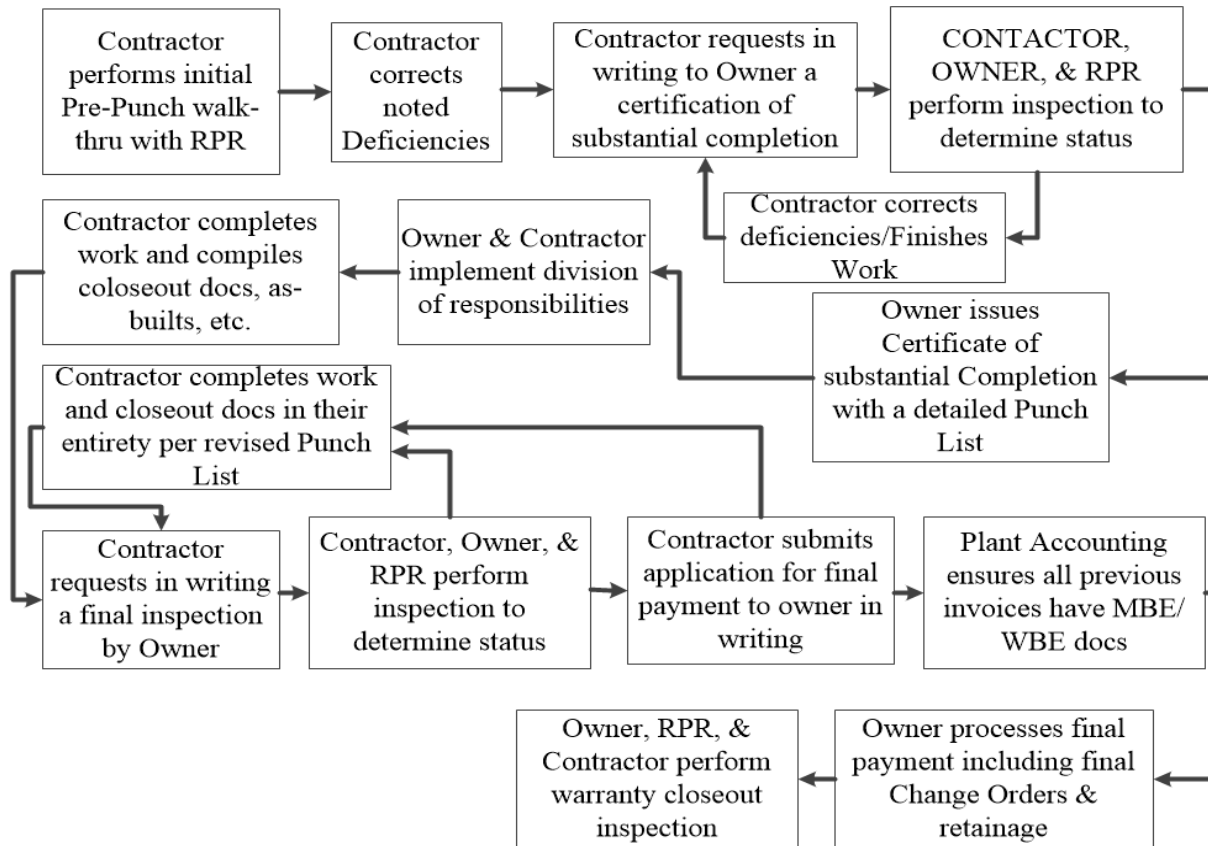 Contractor
performs initial
Pre-Punch walk-
thru with RPR
Contractor
corrects
noted
Deficiencies
Contractor requests in
writing to Owner a
certification of
substantial completion
CONTACTOR,
OWNER, & RPR
perform inspection to
determine status
Contractor corrects
deficiencies/Finishes
Work
Owner issues
Certificate of
substantial Completion
with a detailed Punch
List
Owner & Contractor
implement division
of responsibilities
Contractor completes
work and compiles
coloseout docs, as-
builts, etc.
Contractor completes work
and closeout docs in their
entirety per revised Punch
List
Contractor
requests in writing
a final inspection
by Owner
Contractor, Owner, &
RPR perform
inspection to
determine status
Contractor submits
application for final
payment to owner in
writing
Plant Accounting
ensures all previous
invoices have MBE/
WBE docs
Owner processes final
payment including final
Change Orders &
retainage
Owner, RPR, &
Contractor perform
warranty closeout
inspection